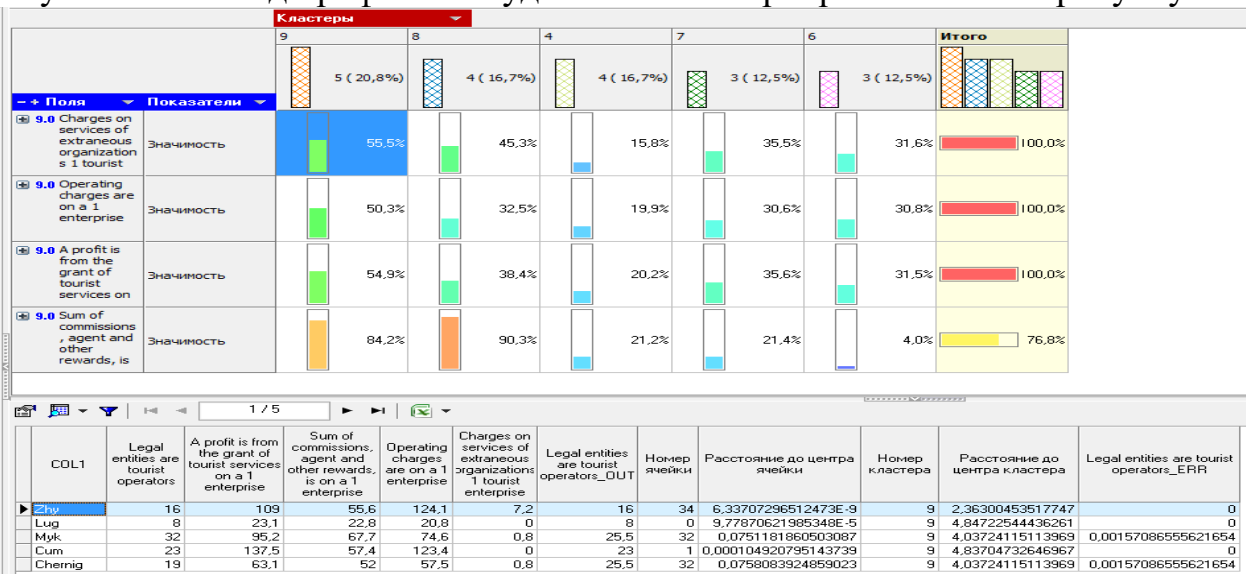 Кластеры
9 8 4 7 6 Итого
5 ( 20,8%) 4 ( 16,7%) 4 ( 16,7%) 3 ( 12,5%) 3 ( 12,5%)
− + Поля Показатели
9.0 Charges on
services of
extraneous
organization
s 1 tourist
Значимость 55,5% 45,3% 15,8% 35,5% 31,6% 100,0%
9.0 Operating
charges are
on a 1
enterprise
Значимость 50,3% 32,5% 19,9% 30,6% 30,8% 100,0%
9.0 A profit is
from the
grant of
tourist
services on
Значимость 54,9% 38,4% 20,2% 35,6% 31,5% 100,0%
9.0 Sum of
commissions
, agent and
other
rewards, is
Значимость 84,2% 90,3% 21,2% 21,4% 4,0% 76,8%
1 / 5
COL1
Legal
entities are
tourist
operators
A profit is from
the grant of
tourist services
on a 1
enterprise
Sum of
commissions,
agent and
other rewards,
is on a 1
enterprise
Operating
charges
are on a 1
enterprise
Charges on
services of
extraneous
organizations
1 tourist
enterprise
Legal entities
are tourist
operators_OUT
Номер
ячейки
Расстояние до центра
ячейки
Номер
кластера
Расстояние до
центра кластера
Legal entities are tourist
operators_ERR
Zhy 16 109 55,6 124,1 7,2 16 34 6,33707296512473E-9 9 2,36300453517747 0
Lug 8 23,1 22,8 20,8 0 8 0 9,77870621985348E-5 9 4,84722544436261 0
Myk 32 95,2 67,7 74,6 0,8 25,5 32 0,0751181860503087 9 4,03724115113969 0,00157086555621654
Cum 23 137,5 57,4 123,4 0 23 1 0,000104920795143739 9 4,83704732646967 0
Chernig 19 63,1 52 57,5 0,8 25,5 32 0,0758083924859023 9 4,03724115113969 0,00157086555621654